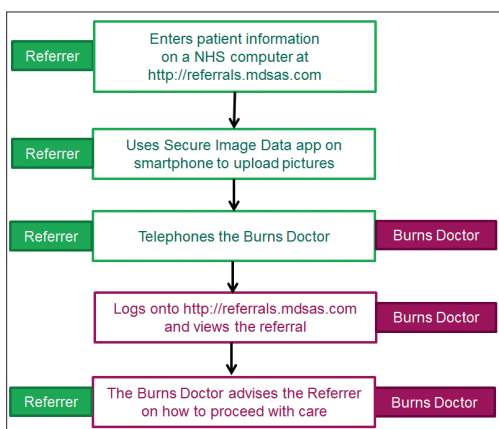 Referrer
Enters patient information
on a NHS computer at
http://referrals.mdsas.com
Referrer
Uses Secure Image Data app on
smartphone to upload pictures
Referrer
Telephones the Burns Doctor
Burns Doctor
Logs onto http://referrals.mdsas.com
and views the referral
Burns Doctor
Referrer
The Burns Doctor advises the Referrer
on how to proceed with care
Burns Doctor